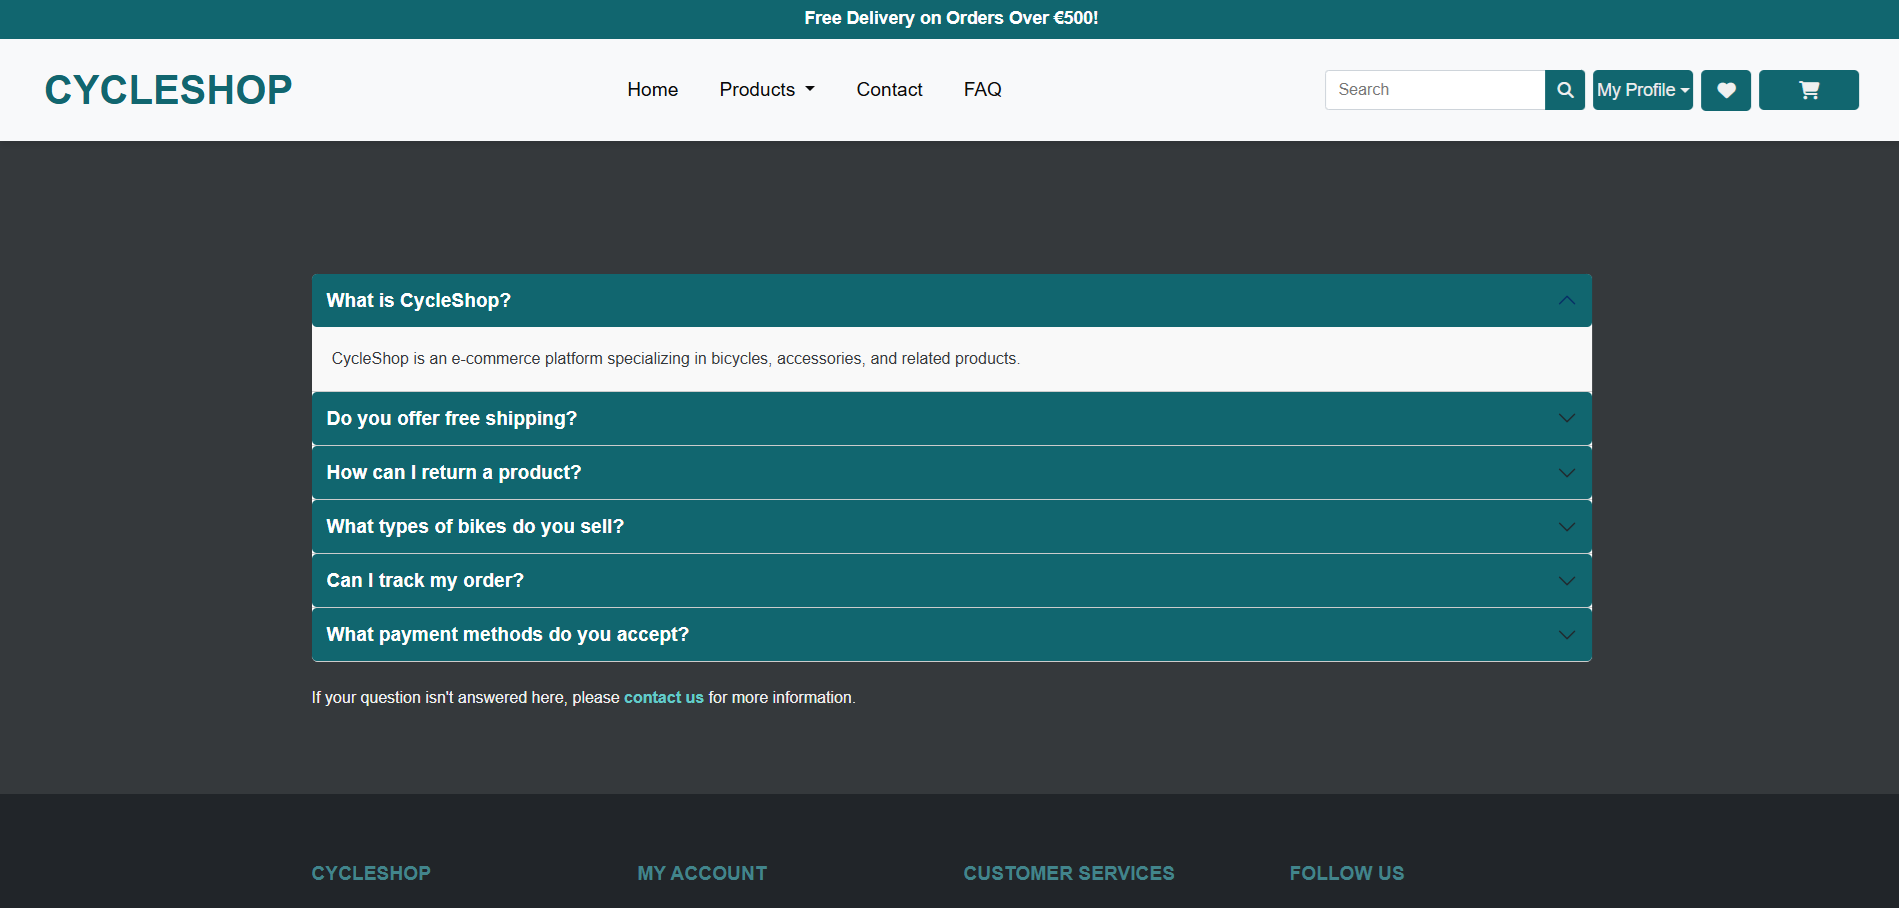 Free Delivery on Orders Over €500!
CYCLESHOP
Home Products Contact FAQ
Search
My Profile
What is CycleShop?
CycleShop is an e-commerce platform specializing in bicycles, accessories, and related products.
Do you offer free shipping?
How can I return a product?
What types of bikes do you sell?
Can I track my order?
What payment methods do you accept?
If your question isn't answered here, please contact us for more information.
CYCLESHOP MY ACCOUNT CUSTOMER SERVICES FOLLOW US